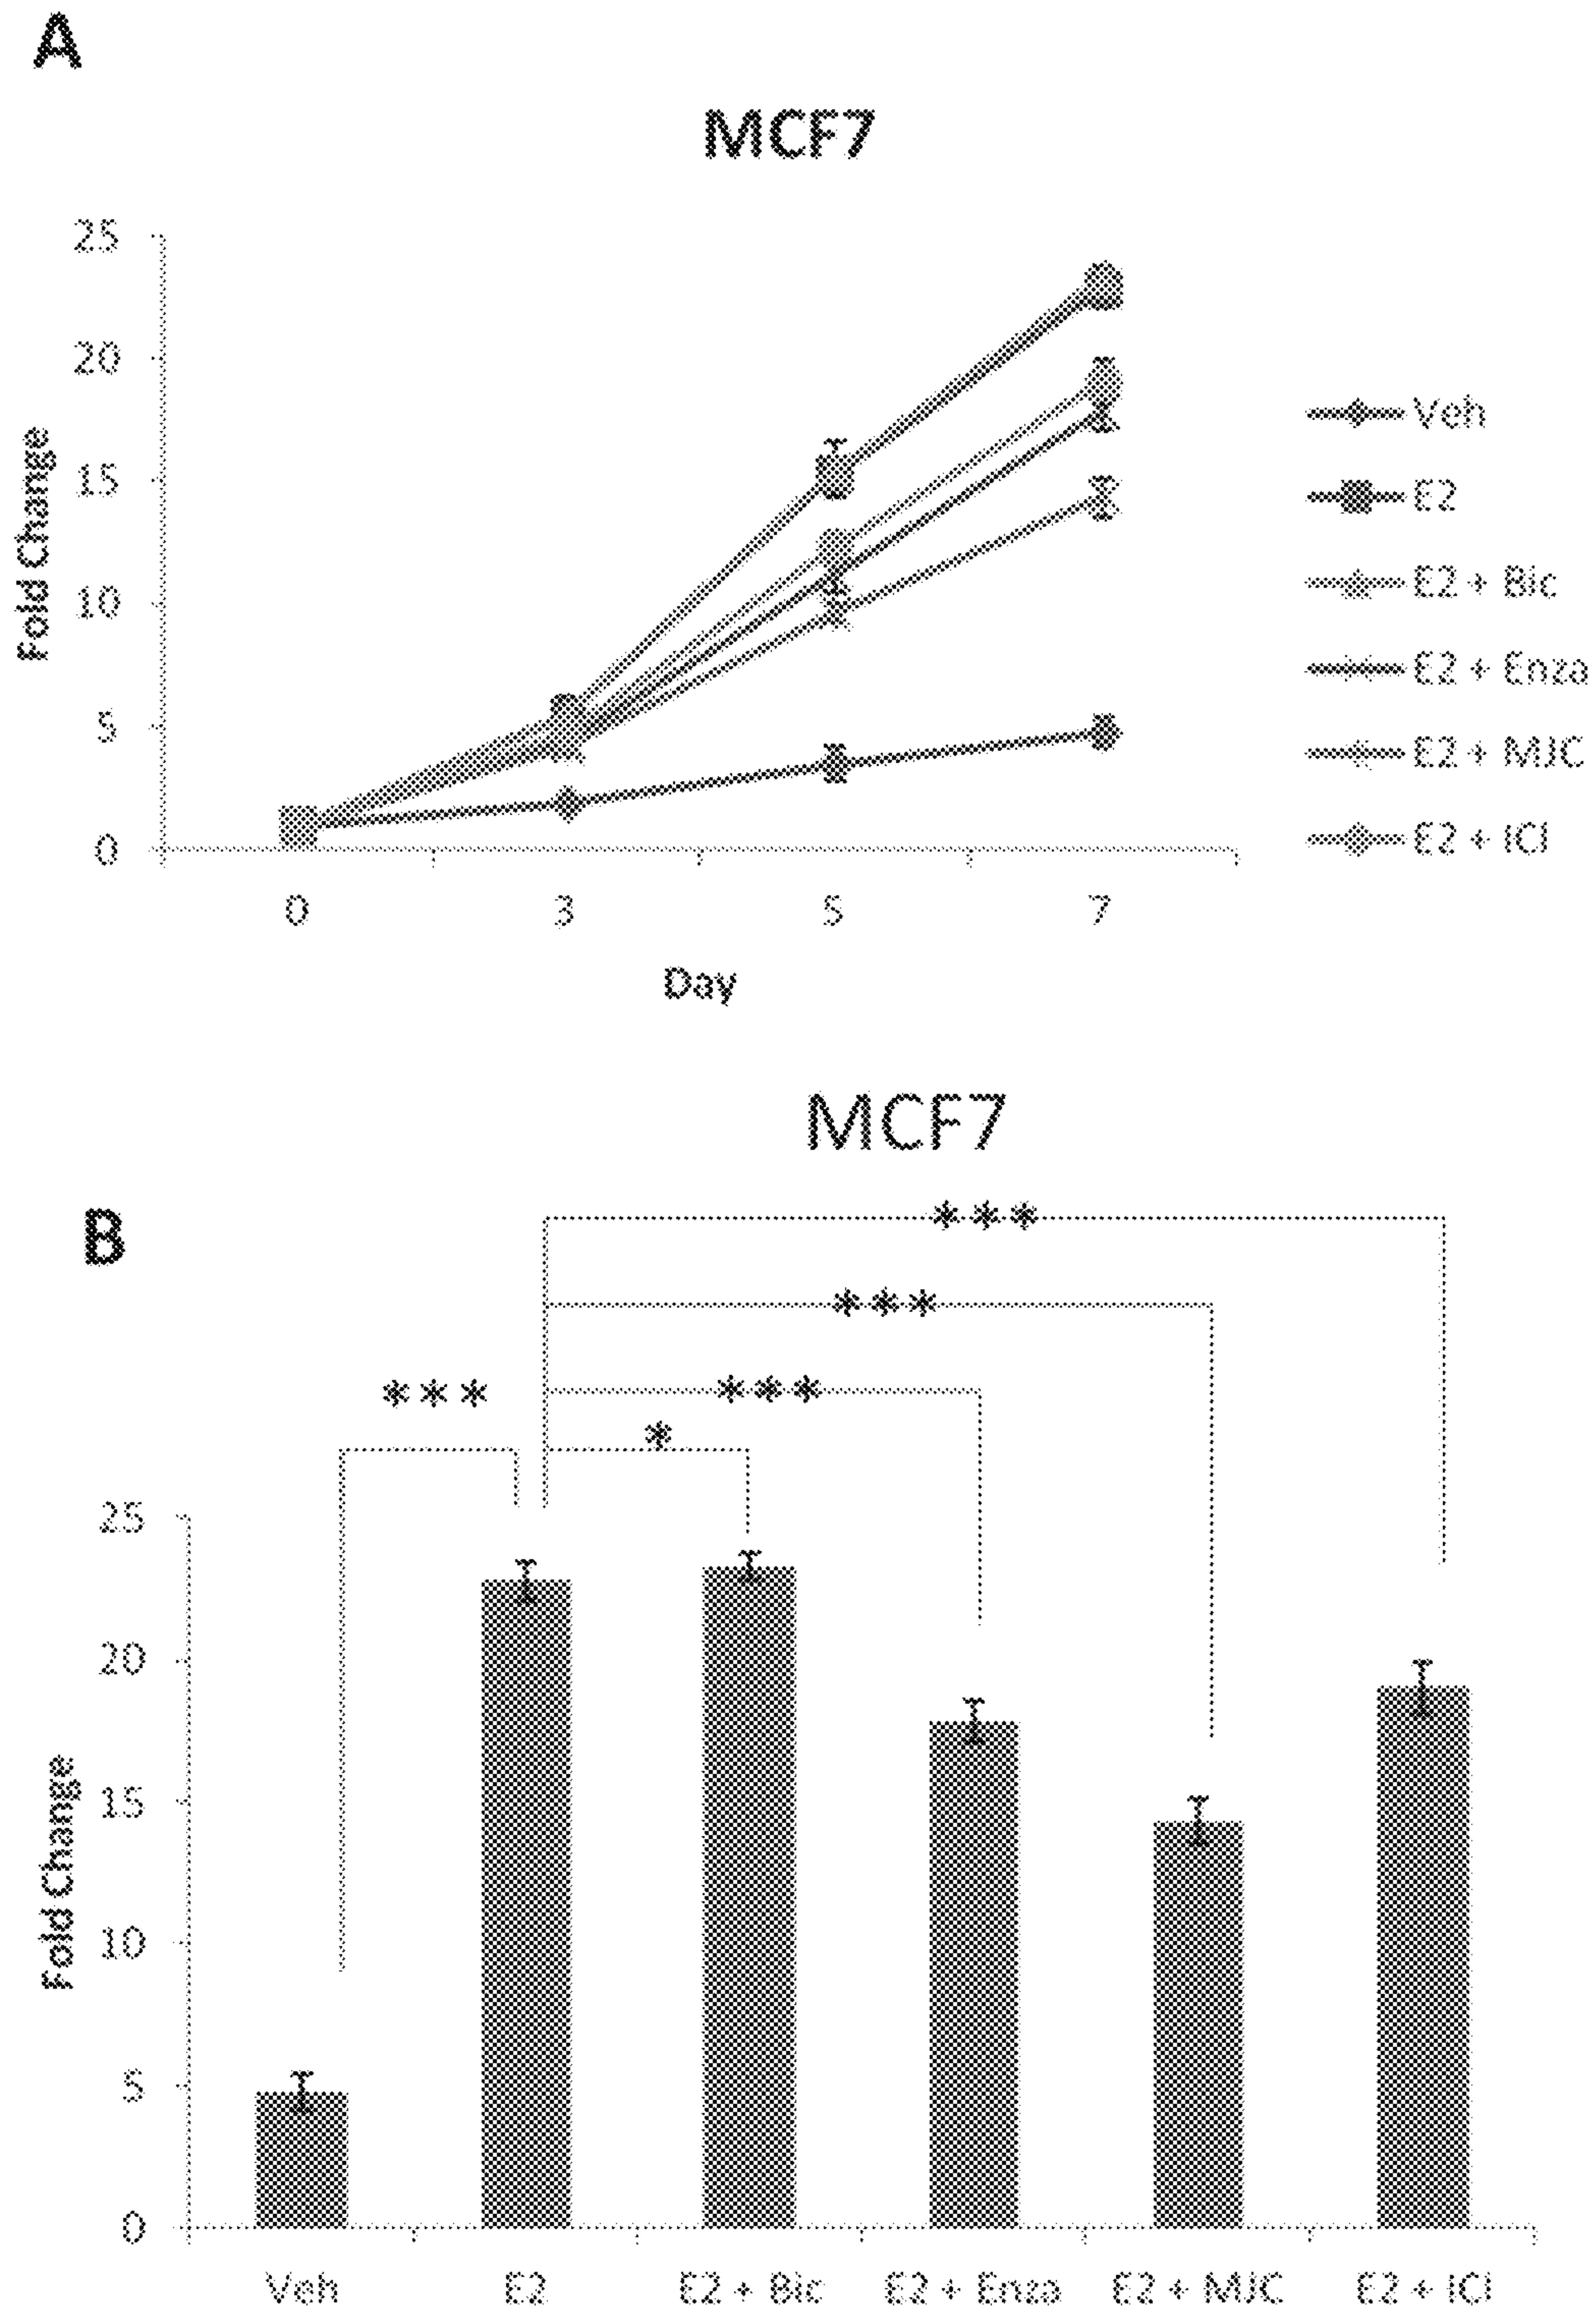 A
MCF7
25
20
15
10
5
0
Fold Change
0 3 5 7
Day
Veh
E2
E2 + Bic
E2 + Enza
E2 + MJC
E2 + ICI
MCF7
B
***
***
***
***
*
25
20
15
10
5
0
Fold Change
Veh E2 E2 + Bic E2 + Enza E2 + MJC E2 + ICI